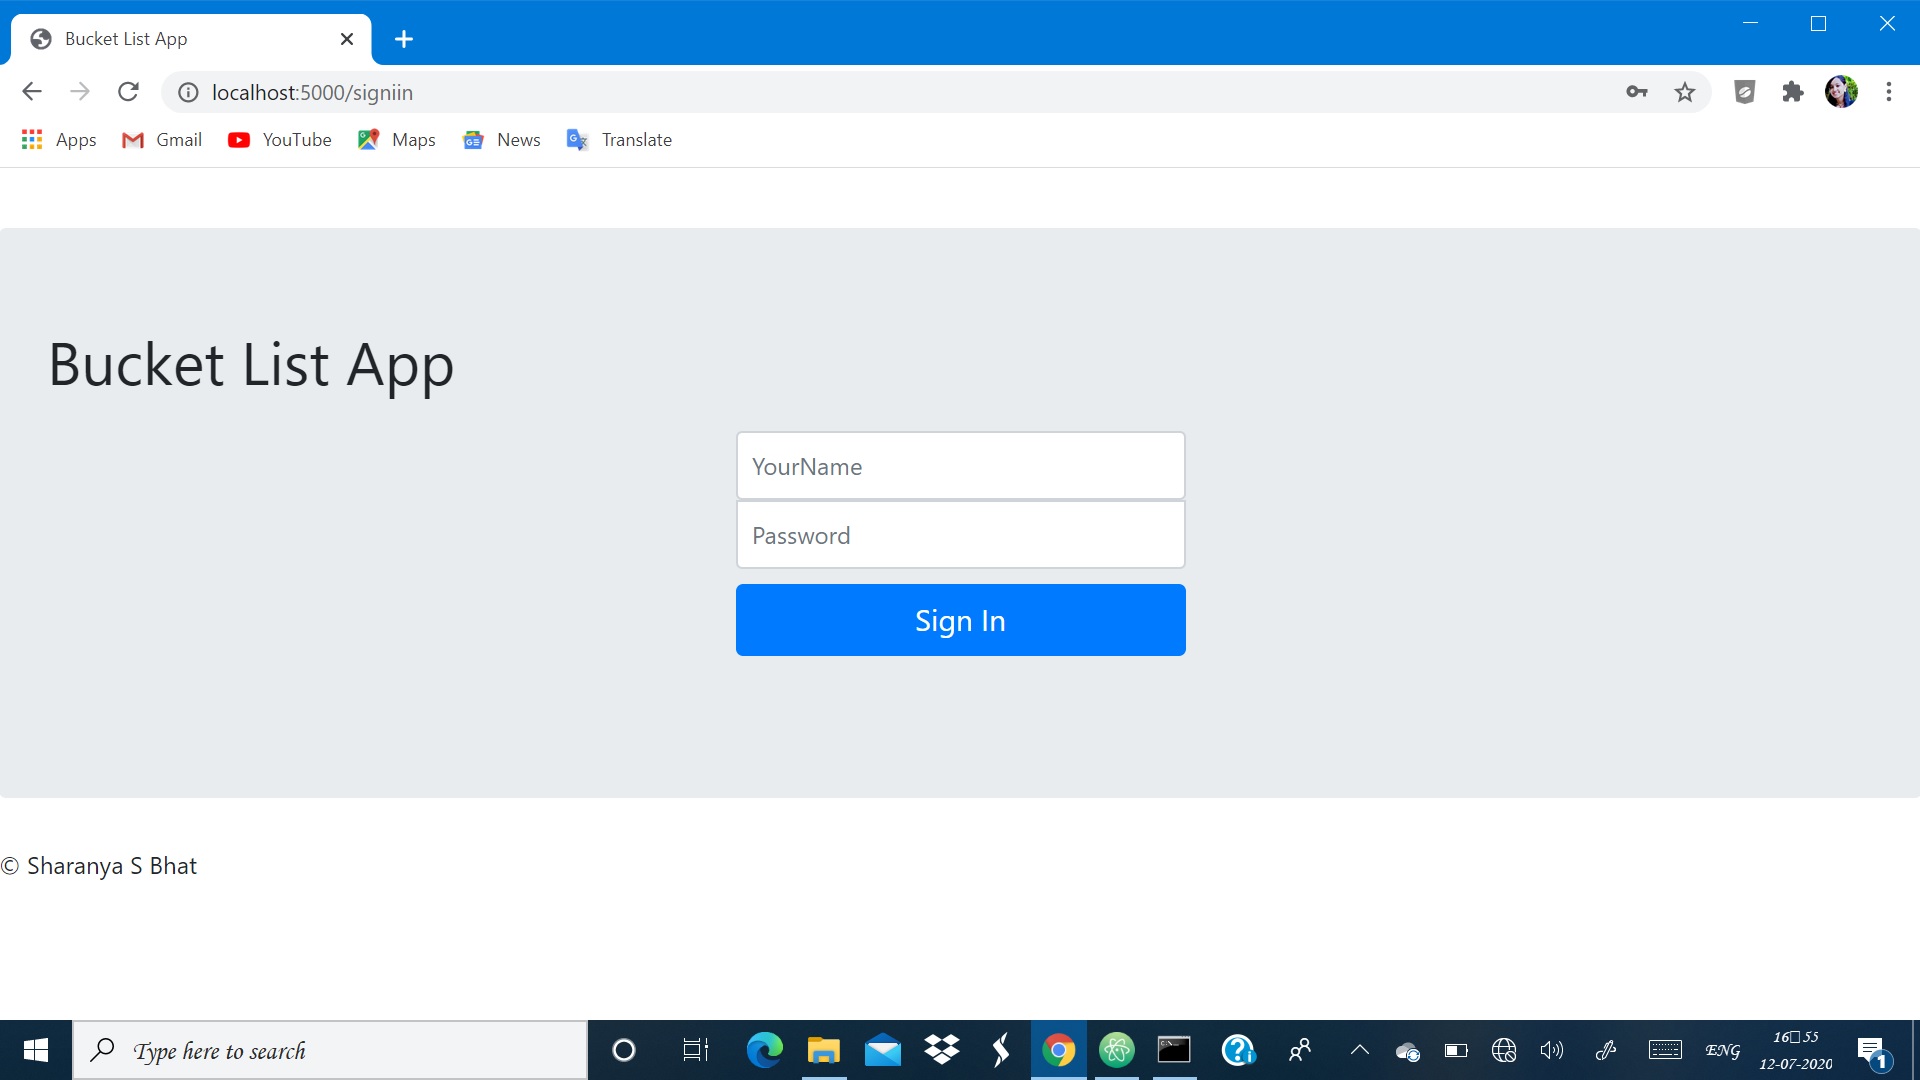 Bucket List App
localhost:5000/signiin
Apps Gmail YouTube Maps News Translate
Bucket List App
YourName
Password
Sign In
© Sharanya S Bhat
Type here to search
ENG
16□55
12-07-2020
1